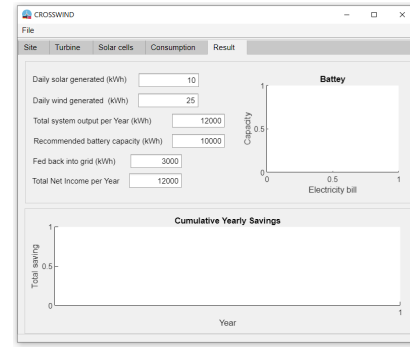 CROSSWIND
File
Site Turbine Solar cells Consumption Result
Daily solar generated (kWh) 10
Daily wind generated (kWh) 25
Total system output per Year (kWh) 12000
Recommended battery capacity (kWh) 10000
Fed back into grid (kWh) 3000
Total Net Income per Year 12000
Battey
1
0.5
0
Capacity
0 0.5 1
Electricity bill
Cumulative Yearly Savings
1
0.5
0
Total saving
1
Year